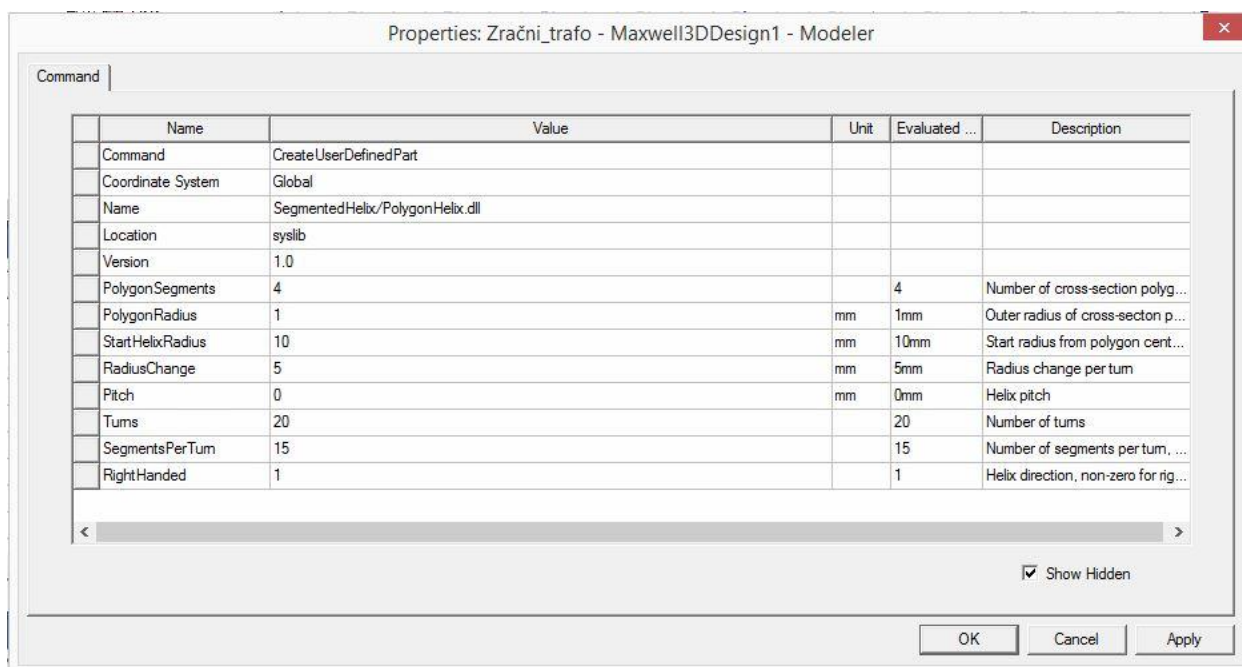 Properties: Zračni_trafo - Maxwell3DDesign1 - Modeler
Command
Name Value Unit Evaluated ... Description
Command CreateUserDefinedPart
Coordinate System Global
Name SegmentedHelix/PolygonHelix.dll
Location syslib
Version 1.0
PolygonSegments 4 4 Number of cross-section polyg...
PolygonRadius 1 mm 1mm Outer radius of cross-secton p...
StartHelixRadius 10 mm 10mm Start radius from polygon cent...
RadiusChange 5 mm 5mm Radius change per turn
Pitch 0 mm 0mm Helix pitch
Turns 20 20 Number of turns
SegmentsPerTurn 15 15 Number of segments per turn, ...
RightHanded 1 1 Helix direction, non-zero for rig...
Show Hidden
OK Cancel Apply